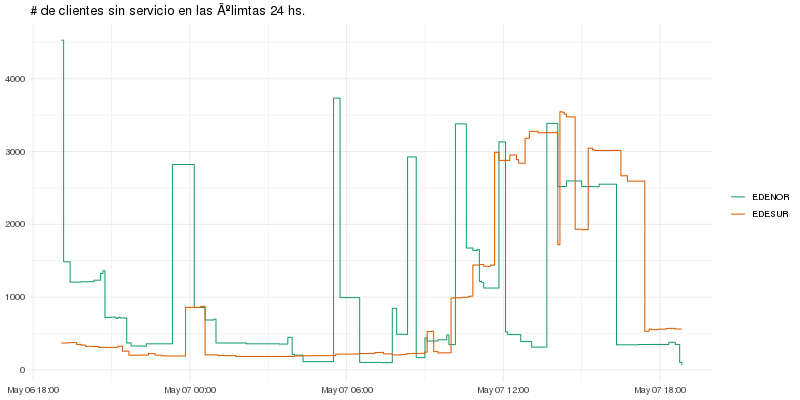 # de clientes sin servicio en las Ãºlimtas 24 hs.
4000
3000
2000
1000
0
May 06 18:00 May 07 00:00 May 07 06:00 May 07 12:00 May 07 18:00
EDENOR
EDESUR